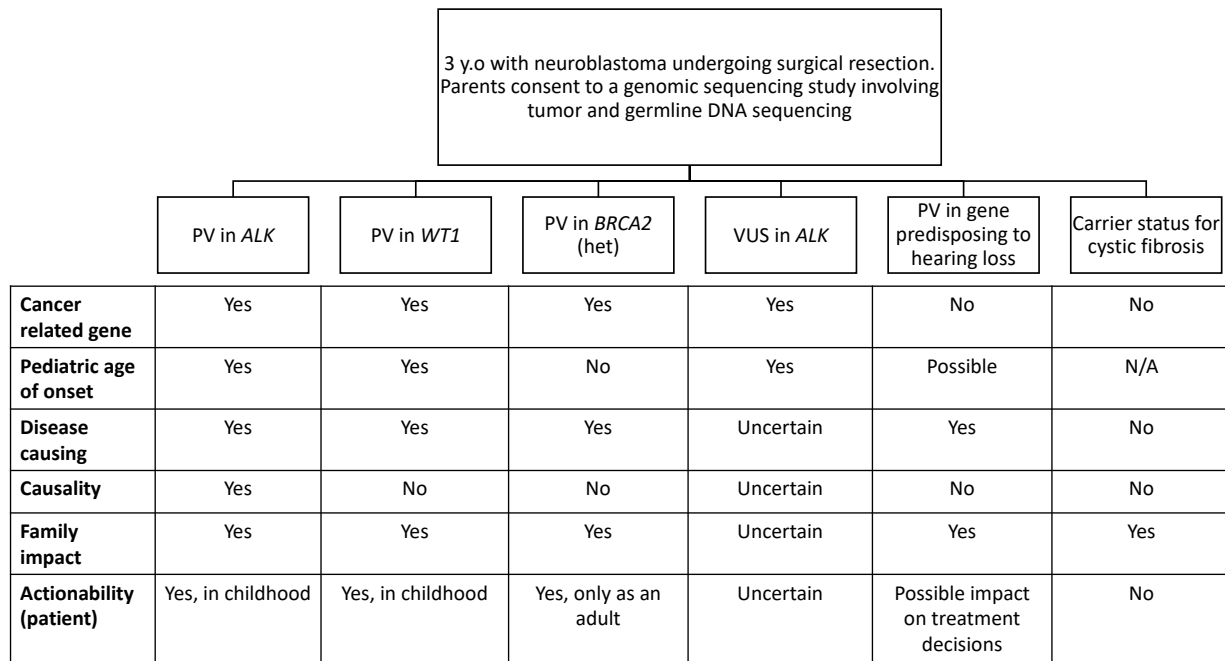 3 y.o with neuroblastoma undergoing surgical resection.
Parents consent to a genomic sequencing study involving
tumor and germline DNA sequencing
PV in ALK
PV in WT1
PV in BRCA2
(het)
VUS in ALK
PV in gene
predisposing to
hearing loss
Carrier status for
cystic fibrosis
Cancer
related gene
Yes
Yes
Yes
Yes
No
No
Pediatric age
of onset
Yes
Yes
No
Yes
Possible
N/A
Disease
causing
Yes
Yes
Yes
Uncertain
Yes
No
Causality
Yes
No
No
Uncertain
No
No
Family
impact
Yes
Yes
Yes
Uncertain
Yes
Yes
Actionability
(patient)
Yes, in childhood
Yes, in childhood
Yes, only as an
adult
Uncertain
Possible impact
on treatment
decisions
No